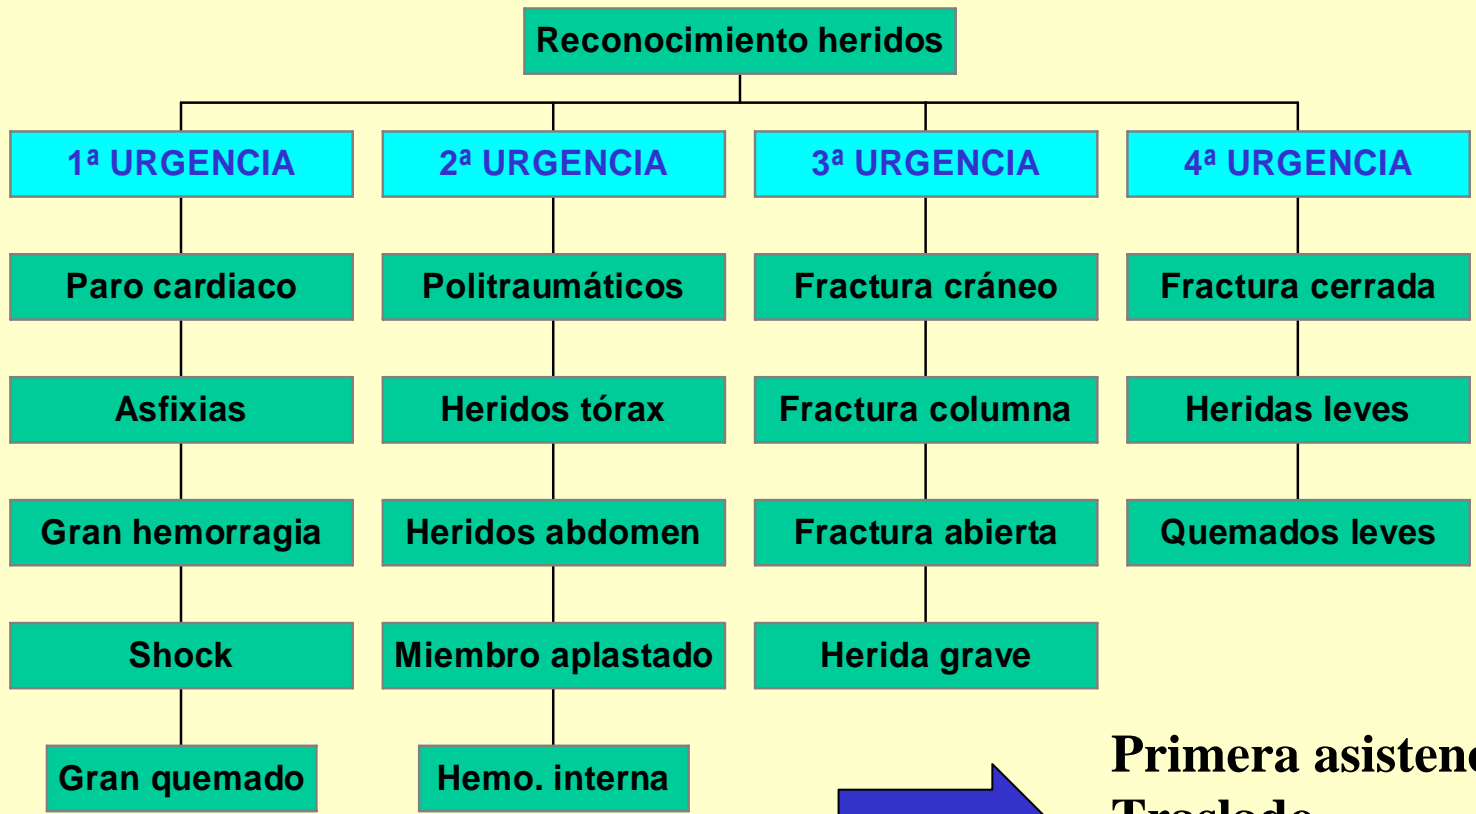 Reconocimiento heridos
1ª URGENCIA
Paro cardiaco
Asfixias
Gran hemorragia
Shock
Gran quemado
2ª URGENCIA
Politraumáticos
Heridos tórax
Heridos abdomen
Miembro aplastado
Hemo. interna
3ª URGENCIA
Fractura cráneo
Fractura columna
Fractura abierta
Herida grave
4ª URGENCIA
Fractura cerrada
Heridas leves
Quemados leves
Primera